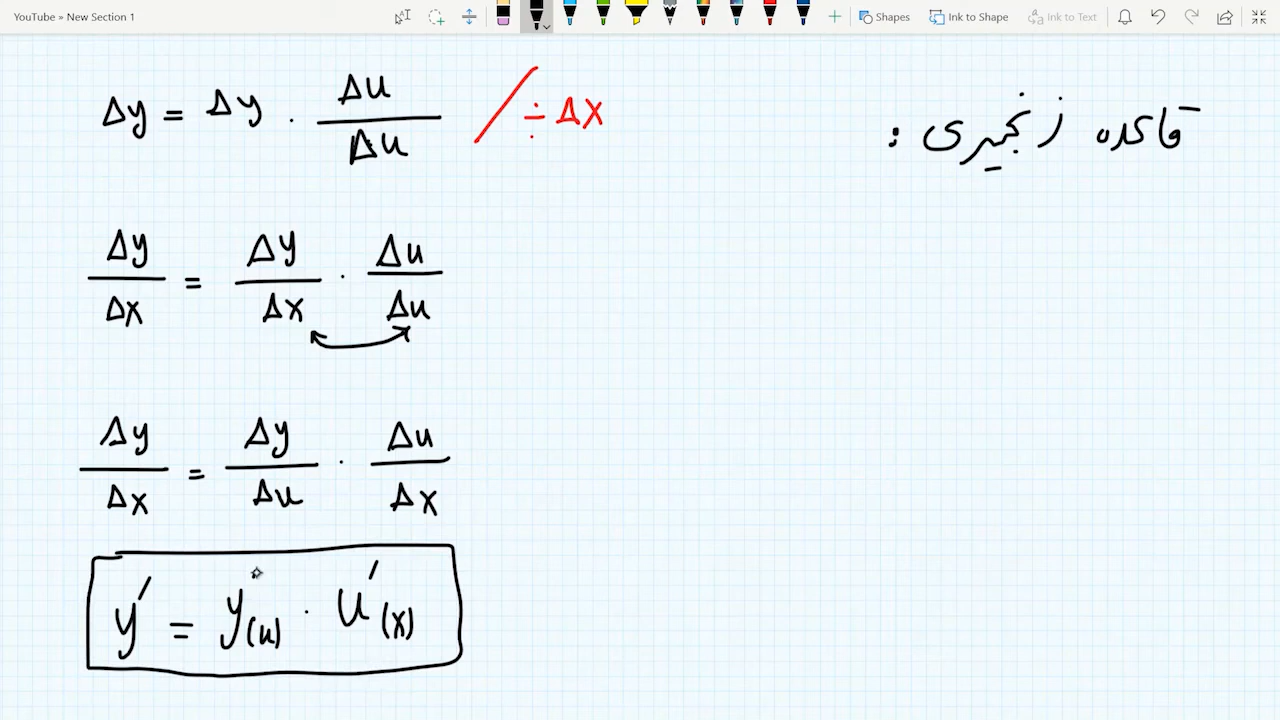 YouTube » New Section 1
Shapes Ink to Shape Ink to Text
قاعده زنجیری :
Δy = Δy · Δu / Δu / ÷ Δx
Δy / Δx = Δy / Δx · Δu / Δu
Δy / Δx = Δy / Δu · Δu / Δx
y′ = y(u) · u′(x)